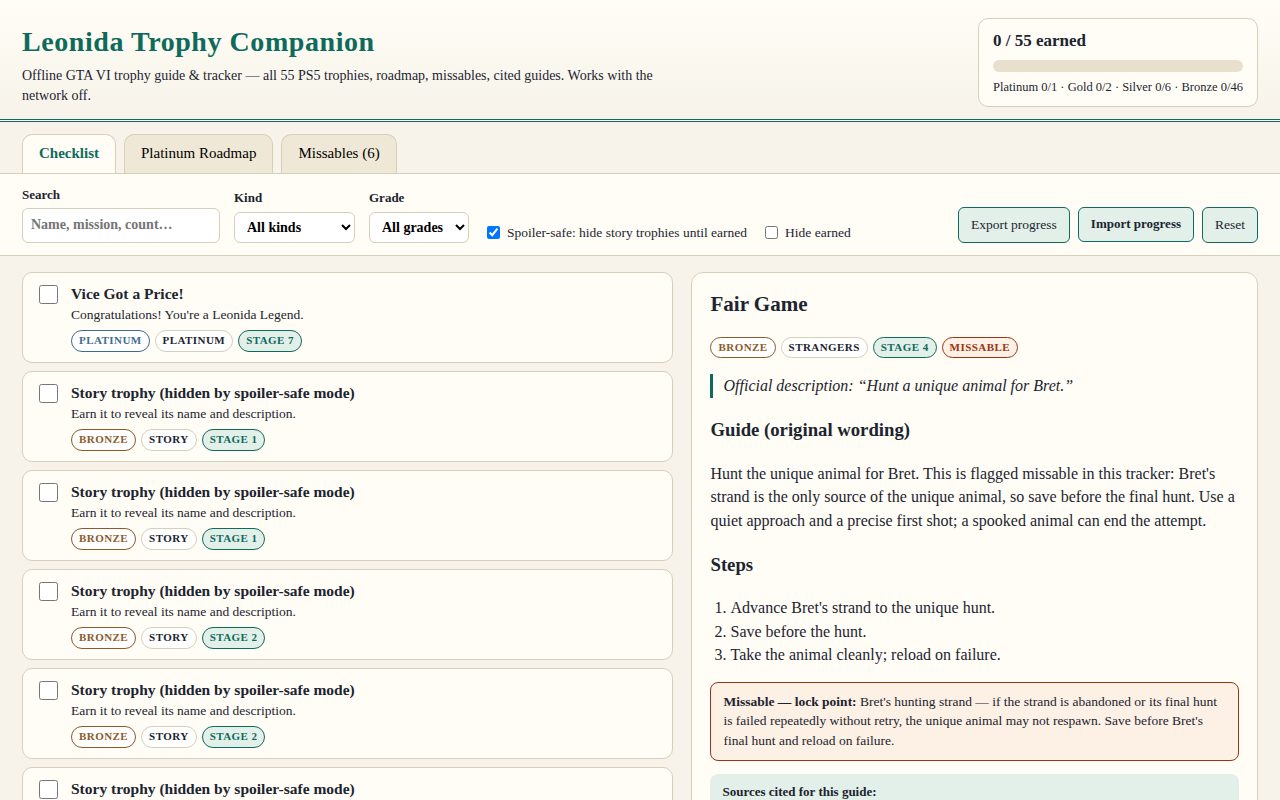 Leonida Trophy Companion
Offline GTA VI trophy guide & tracker — all 55 PS5 trophies, roadmap, missables, cited guides. Works with the
network off.
0 / 55 earned
Platinum 0/1 · Gold 0/2 · Silver 0/6 · Bronze 0/46
Checklist
Platinum Roadmap
Missables (6)
Search
Name, mission, count…
Kind
All kinds
Grade
All grades
Spoiler-safe: hide story trophies until earned
Hide earned
Export progress
Import progress
Reset
Vice Got a Price!
Congratulations! You're a Leonida Legend.
PLATINUM PLATINUM STAGE 7
Story trophy (hidden by spoiler-safe mode)
Earn it to reveal its name and description.
BRONZE STORY STAGE 1
Story trophy (hidden by spoiler-safe mode)
Earn it to reveal its name and description.
BRONZE STORY STAGE 1
Story trophy (hidden by spoiler-safe mode)
Earn it to reveal its name and description.
BRONZE STORY STAGE 2
Story trophy (hidden by spoiler-safe mode)
Earn it to reveal its name and description.
BRONZE STORY STAGE 2
Story trophy (hidden by spoiler-safe mode)
Fair Game
BRONZE STRANGERS STAGE 4 MISSABLE
Official description: “Hunt a unique animal for Bret.”
Guide (original wording)
Hunt the unique animal for Bret. This is flagged missable in this tracker: Bret's
strand is the only source of the unique animal, so save before the final hunt. Use a
quiet approach and a precise first shot; a spooked animal can end the attempt.
Steps
1. Advance Bret's strand to the unique hunt.
2. Save before the hunt.
3. Take the animal cleanly; reload on failure.
Missable — lock point: Bret's hunting strand — if the strand is abandoned or its final hunt
is failed repeatedly without retry, the unique animal may not respawn. Save before Bret's
final hunt and reload on failure.
Sources cited for this guide: